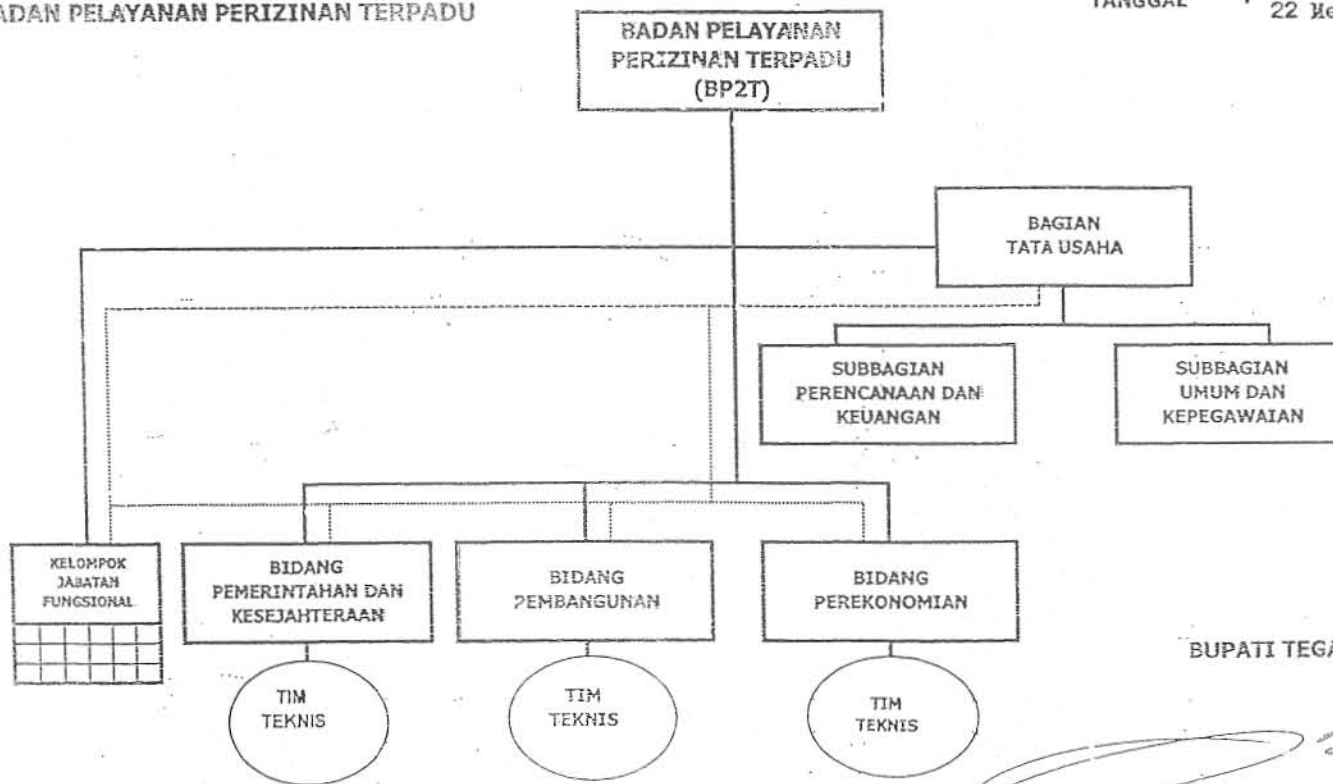 ADAN PELAYANAN PERIZINAN TERPADU
TANGGAL :
22 Me
BADAN PELAYANAN
PERIZINAN TERPADU
(BP2T)
BAGIAN
TATA USAHA
SUBBAGIAN
PERENCANAAN DAN
KEUANGAN
SUBBAGIAN
UMUM DAN
KEPEGAWAIAN
KELOMPOK
JABATAN
FUNGSIONAL
BIDANG
PEMERINTAHAN DAN
KESEJAHTERAAN
BIDANG
PEMBANGUNAN
BIDANG
PEREKONOMIAN
TIM
TEKNIS
TIM
TEKNIS
TIM
TEKNIS
BUPATI TEGA